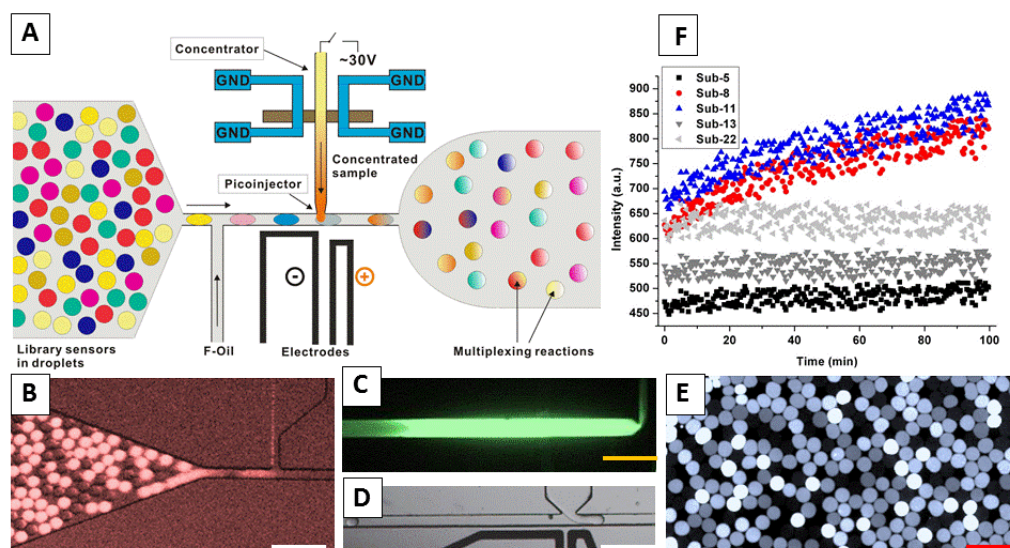 A
Concentrator
~30V
GND
GND
GND
GND
Concentrated
sample
Picoinjector
Library sensors
in droplets
F-Oil
-
Electrodes
+
Multiplexing reactions
F
Sub-5
Sub-8
Sub-11
Sub-13
Sub-22
Intensity (a.u.)
900
850
800
750
700
650
600
550
500
450
0
20
40
60
80
100
Time (min)
B
C
D
E